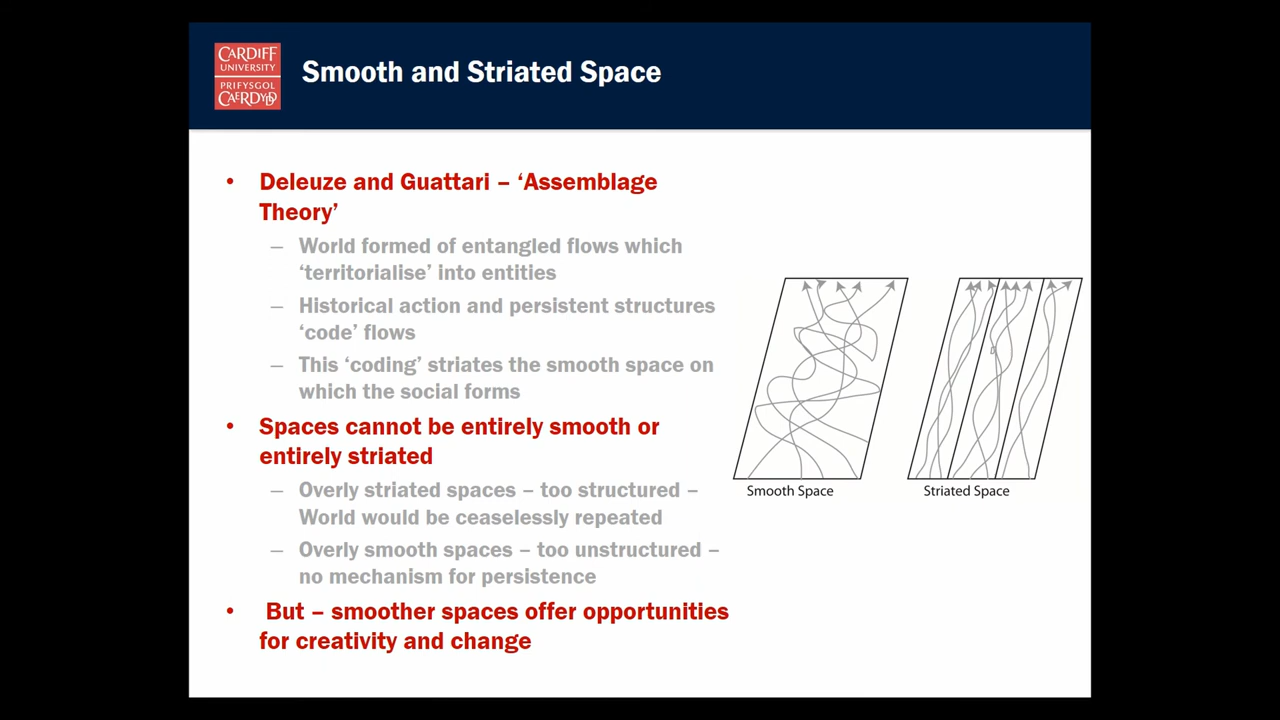 CARDIFF
UNIVERSITY
PRIFYSGOL
CAERDYDD
Smooth and Striated Space
• Deleuze and Guattari – ‘Assemblage
Theory’
– World formed of entangled flows which
‘territorialise’ into entities
– Historical action and persistent structures
‘code’ flows
– This ‘coding’ striates the smooth space on
which the social forms
• Spaces cannot be entirely smooth or
entirely striated
– Overly striated spaces – too structured –
World would be ceaselessly repeated
– Overly smooth spaces – too unstructured –
no mechanism for persistence
• But – smoother spaces offer opportunities
for creativity and change
Smooth Space
Striated Space